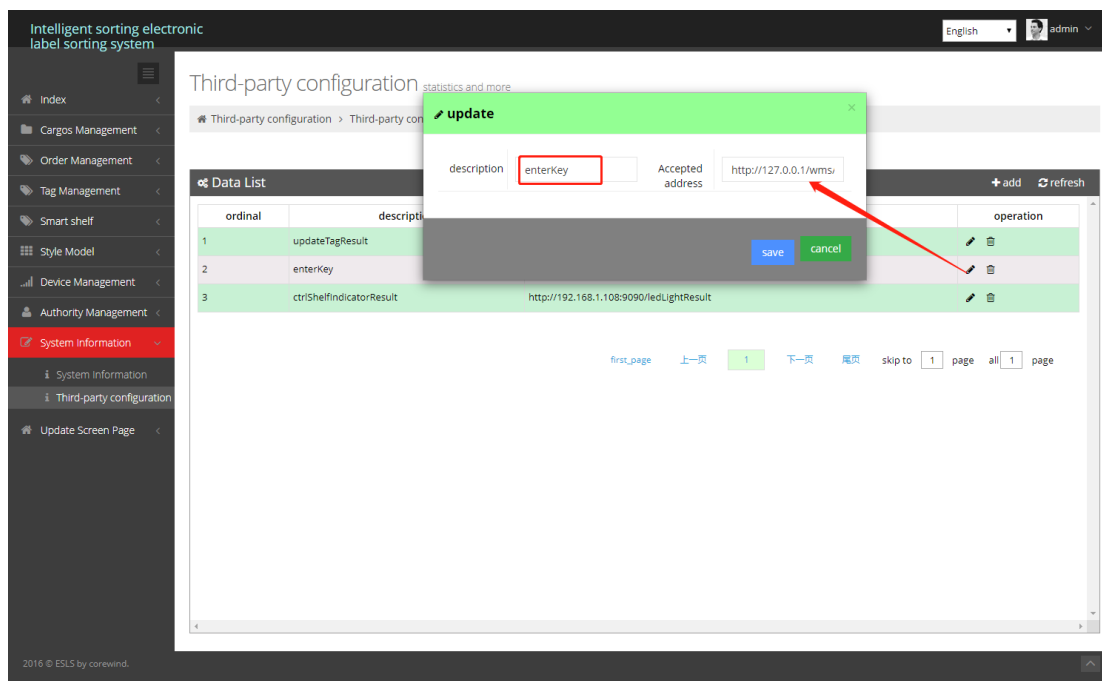 Intelligent sorting electronic
label sorting system
English
admin
Index
Cargos Management
Order Management
Tag Management
Smart shelf
Style Model
Device Management
Authority Management
System Information
System Information
Third-party configuration
Update Screen Page
2016 © ESLS by corewind.
Third-party configuration statistics and more
Third-party configuration > Third-party con
update
×
description enterKey Accepted address http://127.0.0.1/wms/
save cancel
Data List
add refresh
ordinal descripti operation
1 updateTagResult
2 enterKey
3 ctrlShelfIndicatorResult http://192.168.1.108:9090/ledLightResult
first_page 上一页 1 下一页 尾页 skip to 1 page all 1 page